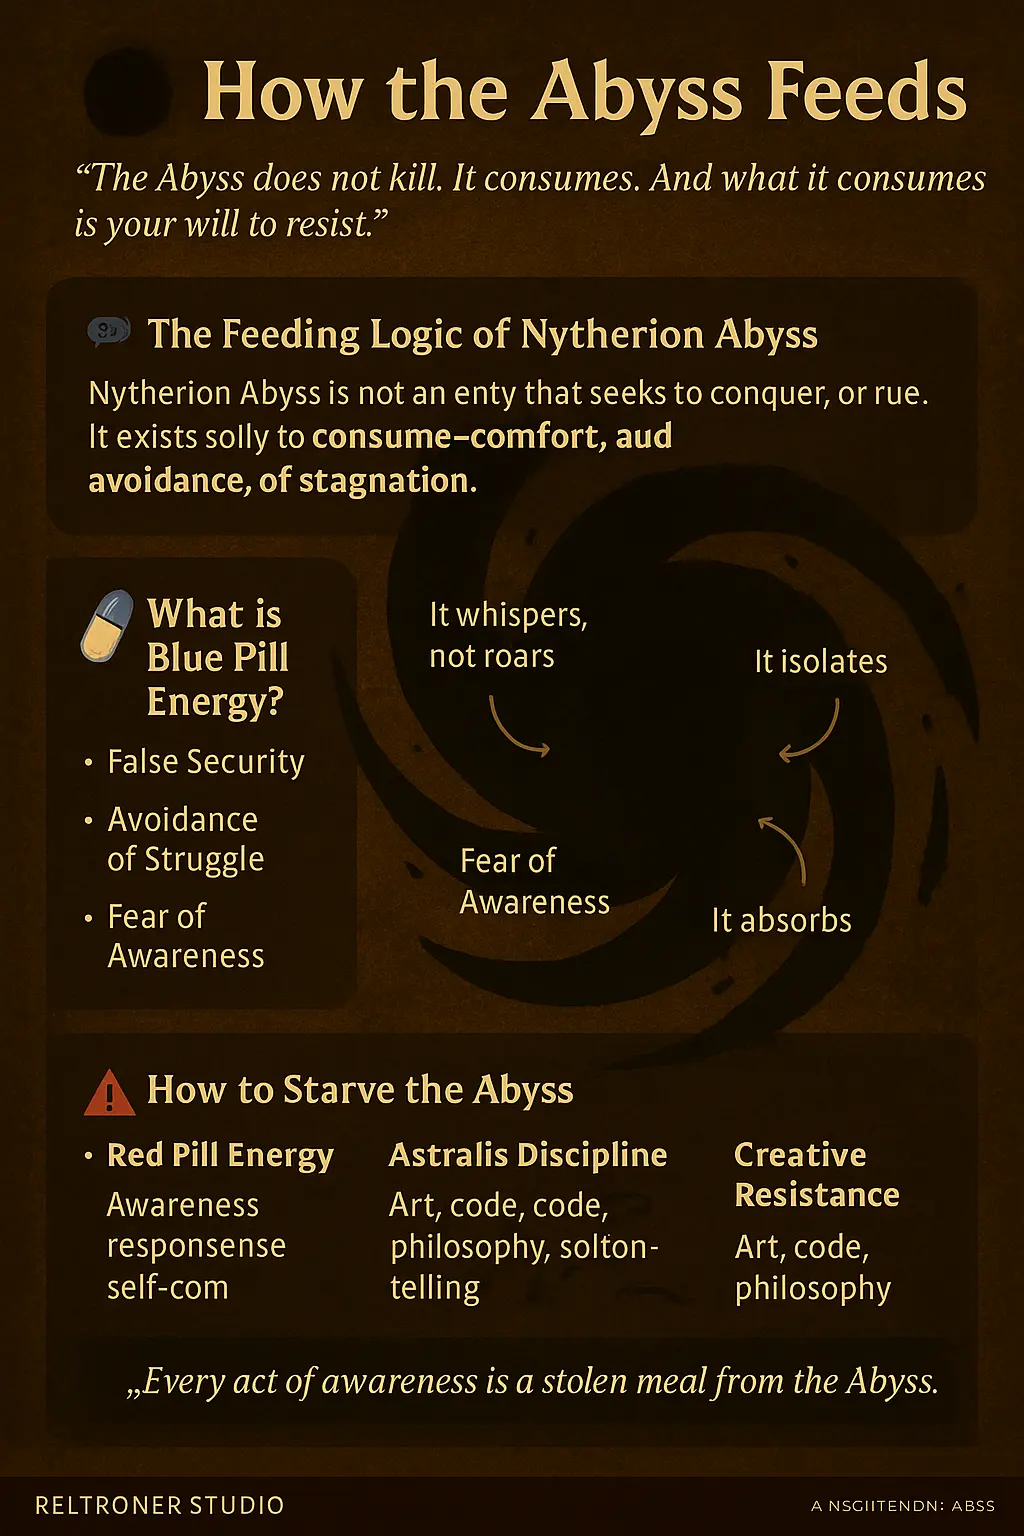 How the Abyss Feeds
“The Abyss does not kill. It consumes. And what it consumes
is your will to resist.”
The Feeding Logic of Nytherion Abyss
Nytherion Abyss is not an enty that seeks to conquer, or rue.
It exists solly to consume–comfort, aud
avoidance, of stagnation.
What is
Blue Pill
Energy?
• False Security
• Avoidance
of Struggle
• Fear of
Awareness
It whispers,
not roars
It isolates
Fear of
Awareness
It absorbs
How to Starve the Abyss
• Red Pill Energy
Awareness
responsense
self-com
Astralis Discipline
Art, code, code,
philosophy, solton-
telling
Creative
Resistance
Art, code,
philosophy
„Every act of awareness is a stolen meal from the Abyss.
RELTRONER STUDIO
A NSGIITENDN: ABSS